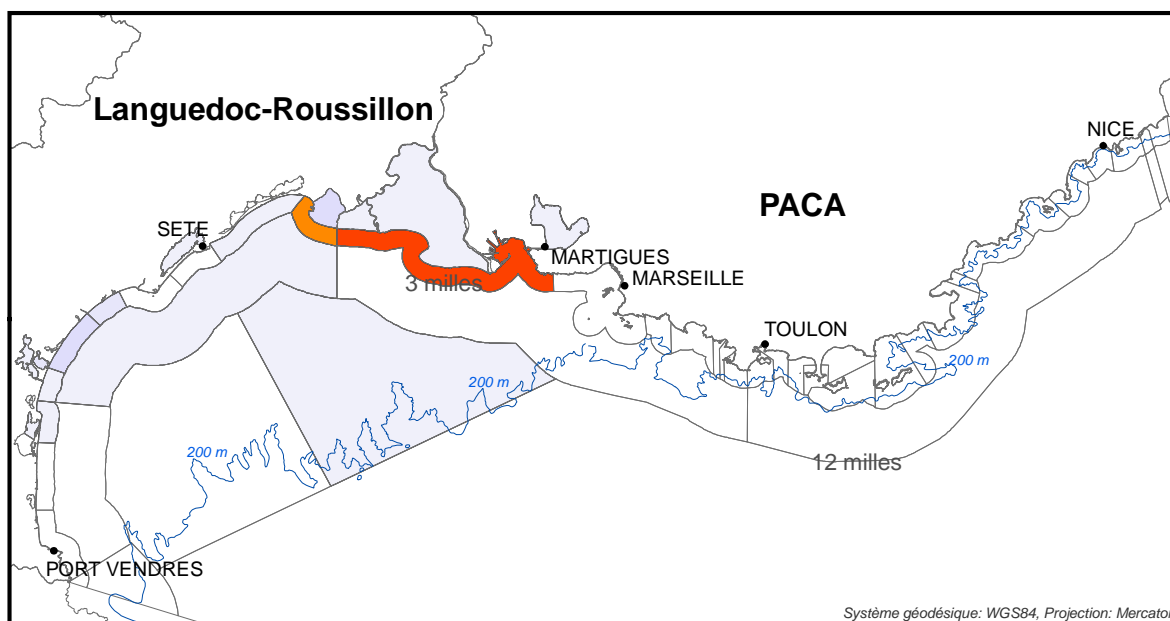 NICE
Languedoc-Roussillon
PACA
SETE
MARTIGUES
MARSEILLE
3 milles
TOULON
200 m
200 m
200 m
12 milles
PORT VENDRES
Système géodésique: WGS84, Projection: Mercator